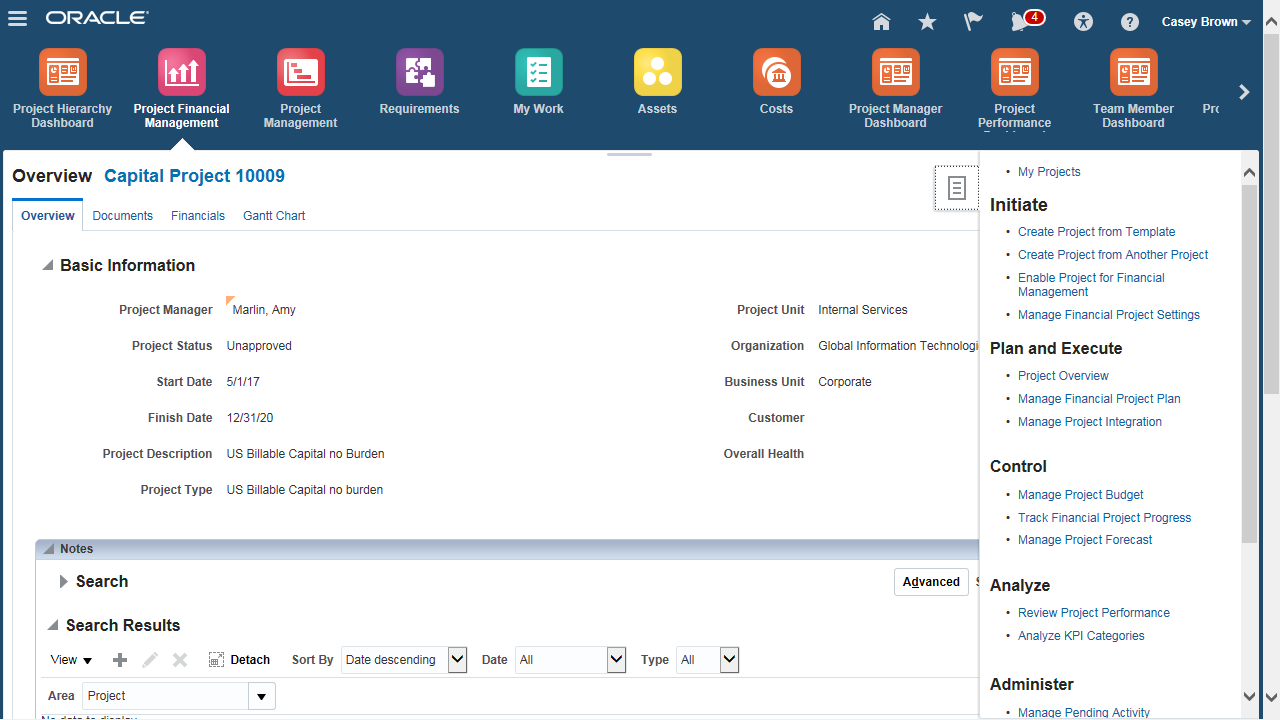 ORACLE
4
Casey Brown
Project Hierarchy
Dashboard
Project Financial
Management
Project
Management
Requirements
My Work
Assets
Costs
Project Manager
Dashboard
Project
Performance
Team Member
Dashboard
Overview Capital Project 10009
Overview Documents Financials Gantt Chart
Basic Information
Project Manager Marlin, Amy
Project Status Unapproved
Start Date 5/1/17
Finish Date 12/31/20
Project Description US Billable Capital no Burden
Project Type US Billable Capital no burden
Project Unit Internal Services
Organization Global Information Technologi
Business Unit Corporate
Customer
Overall Health
Notes
Search
Advanced
Search Results
View Detach Sort By Date descending Date All Type All
Area Project
No data to display
• My Projects
Initiate
• Create Project from Template
• Create Project from Another Project
• Enable Project for Financial
Management
• Manage Financial Project Settings
Plan and Execute
• Project Overview
• Manage Financial Project Plan
• Manage Project Integration
Control
• Manage Project Budget
• Track Financial Project Progress
• Manage Project Forecast
Analyze
• Review Project Performance
• Analyze KPI Categories
Administer
• Manage Pending Activity